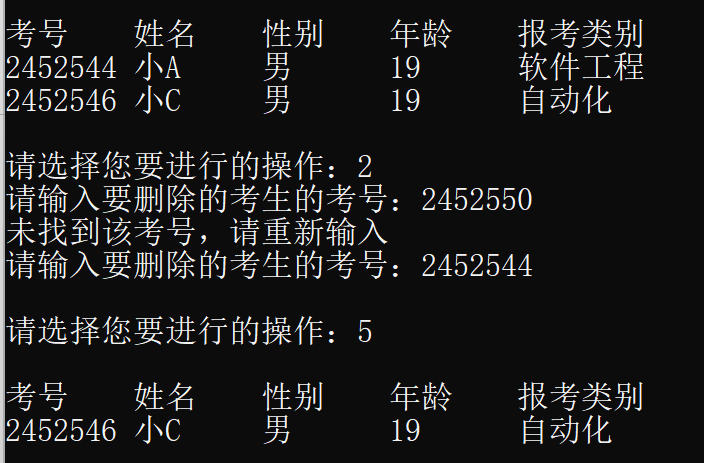 考号 姓名 性别 年龄 报考类别
2452544 小A 男 19 软件工程
2452546 小C 男 19 自动化
请选择您要进行的操作：2
请输入要删除的考生的考号：2452550
未找到该考号，请重新输入
请输入要删除的考生的考号：2452544
请选择您要进行的操作：5
考号 姓名 性别 年龄 报考类别
2452546 小C 男 19 自动化